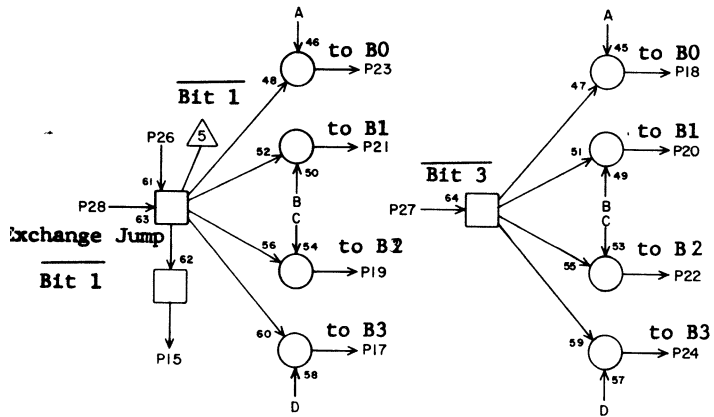 A
46
to B0
P23
48
Bit 1
P26
5
52
to B1
P21
50
61
P28
63
Exchange Jump
B
C
62
56
54
to B2
P19
Bit 1
60
to B3
P17
58
P15
D
A
45
to B0
P18
47
to B1
51
P20
49
Bit 3
64
P27
B
C
53
to B2
55
P22
59
to B3
P24
57
D